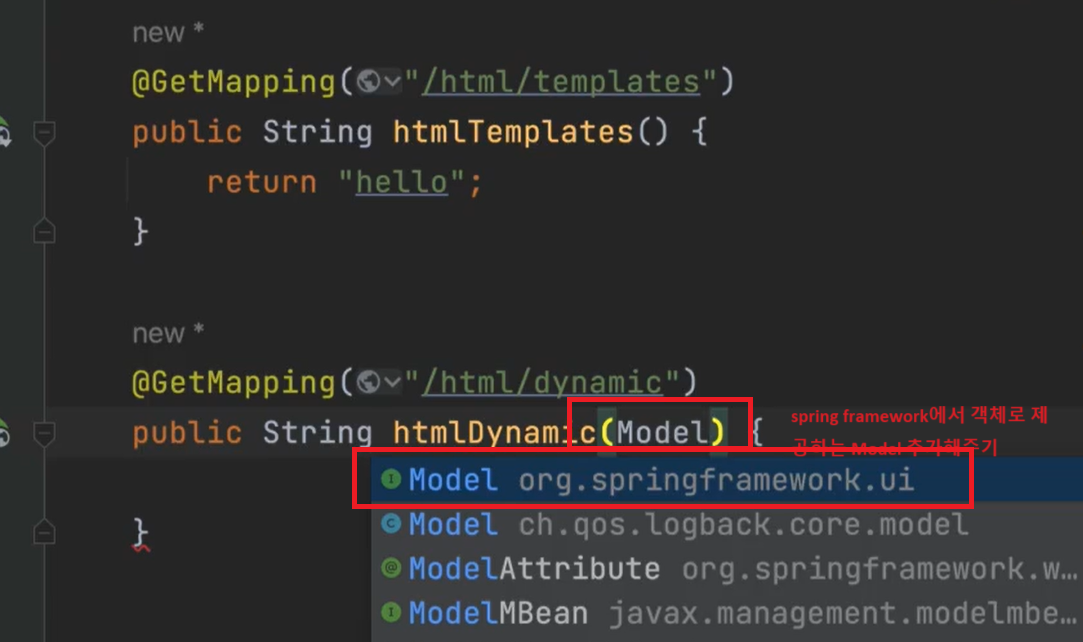 new *
@GetMapping("/html/templates")
public String htmlTemplates() {
return "hello";
}
new *
@GetMapping("/html/dynamic")
public String htmlDynamic(Model) {
spring framework에서 객체로 제
공하는 Model 추가해주기
Model org.springframework.ui
Model ch.qos.logback.core.model
}
ModelAttribute org.springframework.w...
ModelMBean javax.management.modelmbe...